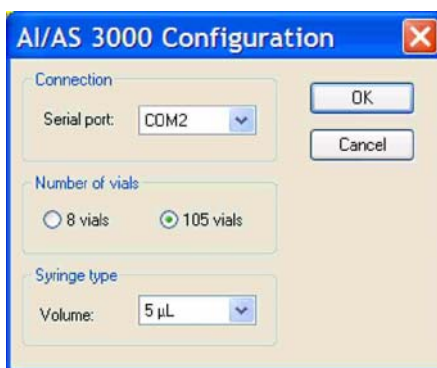 AI/AS 3000 Configuration
Connection
Serial port: COM2
OK
Cancel
Number of vials
8 vials 105 vials
Syringe type
Volume: 5 µL